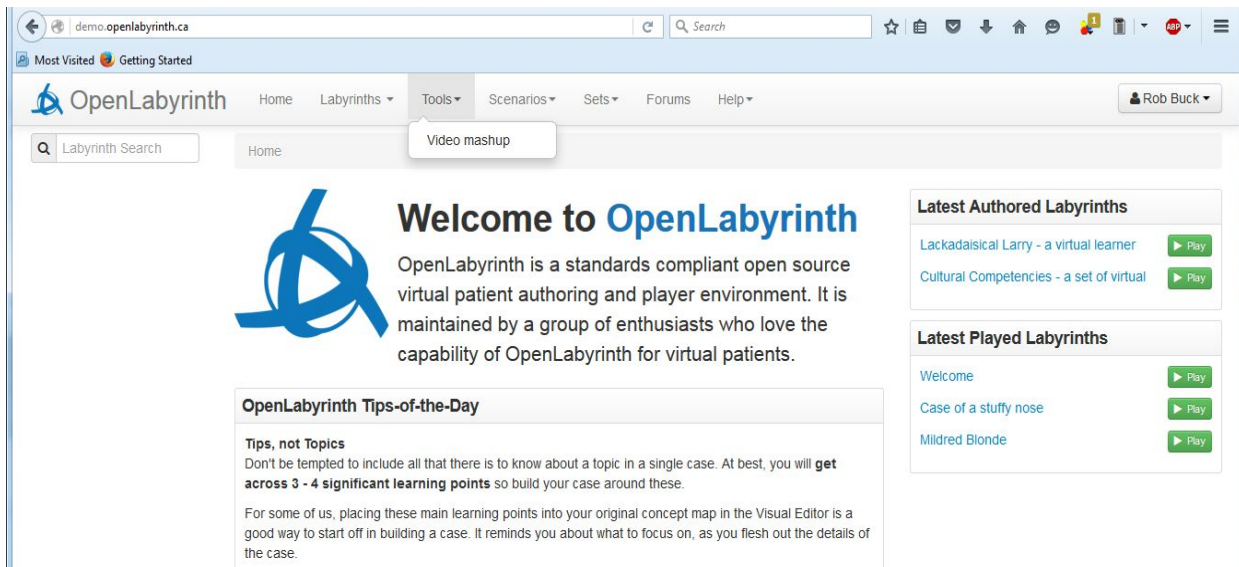 demo.openlabyrinth.ca
Search
1
ABP
Most Visited
Getting Started
OpenLabyrinth
Home
Labyrinths
Tools
Scenarios
Sets
Forums
Help
Rob Buck
Video mashup
Labyrinth Search
Home
Welcome to OpenLabyrinth
OpenLabyrinth is a standards compliant open source
virtual patient authoring and player environment. It is
maintained by a group of enthusiasts who love the
capability of OpenLabyrinth for virtual patients.
OpenLabyrinth Tips-of-the-Day
Tips, not Topics
Don't be tempted to include all that there is to know about a topic in a single case. At best, you will get
across 3 - 4 significant learning points so build your case around these.
For some of us, placing these main learning points into your original concept map in the Visual Editor is a
good way to start off in building a case. It reminds you about what to focus on, as you flesh out the details of
the case.
Latest Authored Labyrinths
Lackadaisical Larry - a virtual learner
Play
Cultural Competencies - a set of virtual
Play
Latest Played Labyrinths
Welcome
Play
Case of a stuffy nose
Play
Mildred Blonde
Play